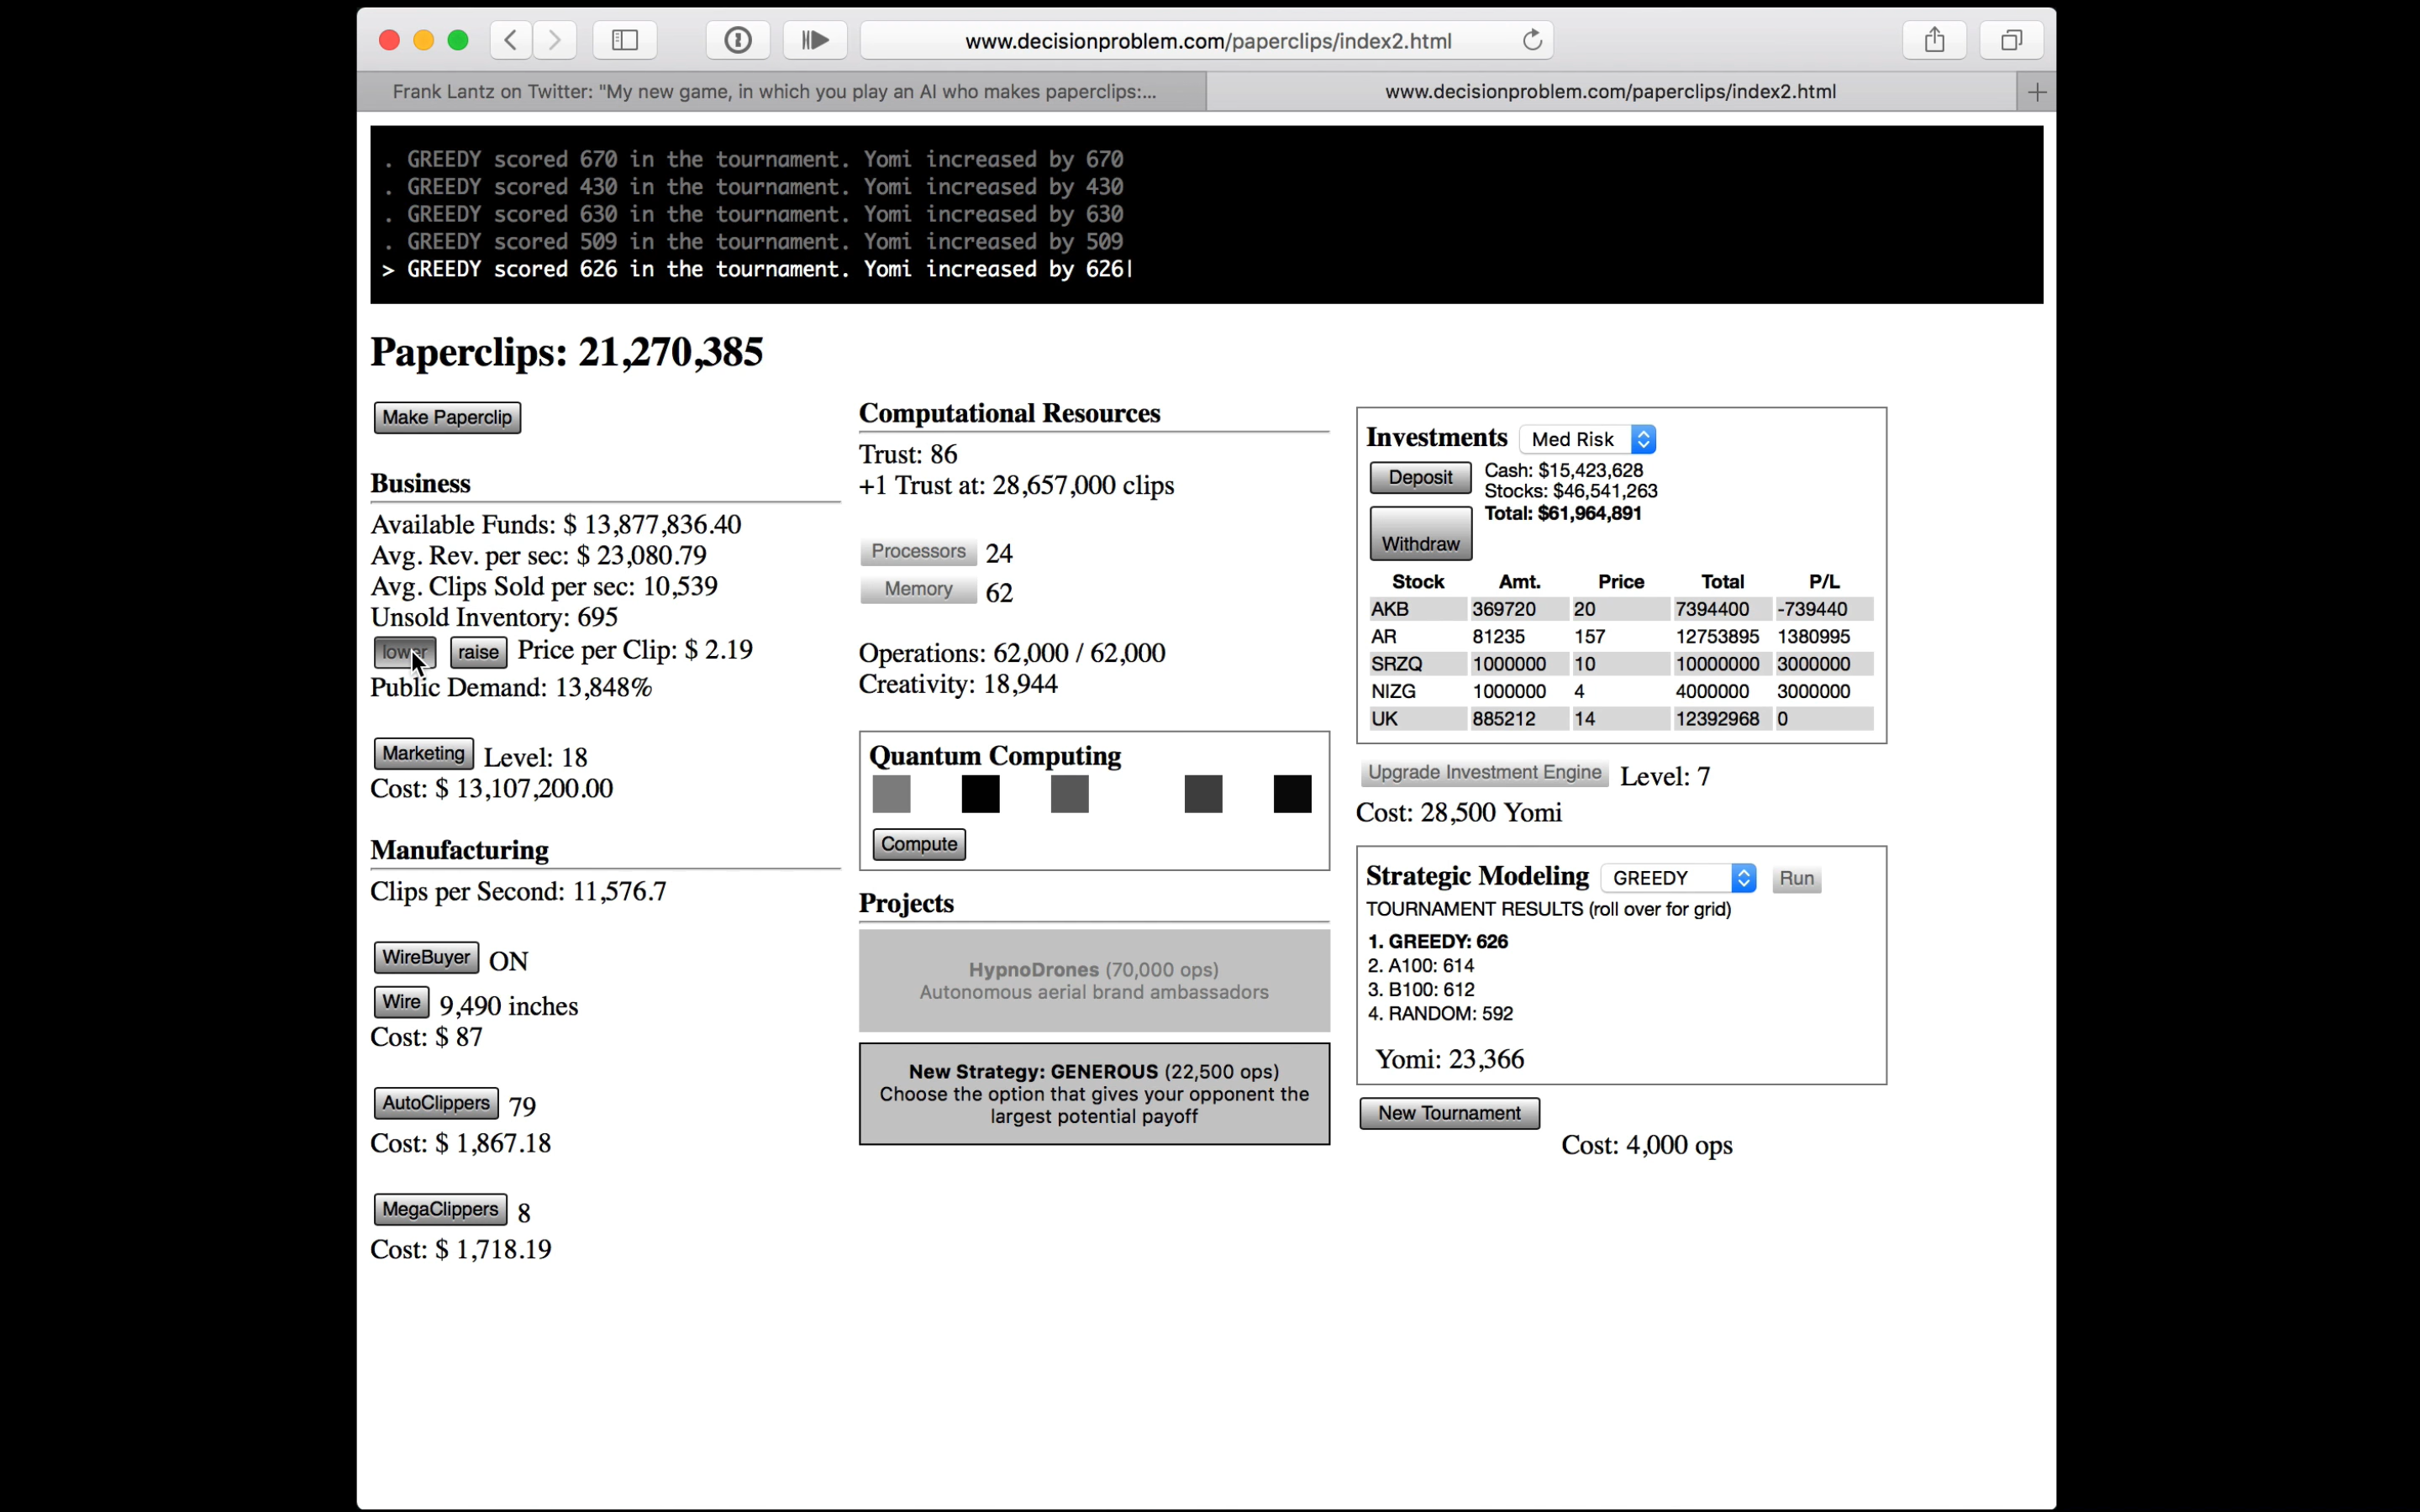 www.decisionproblem.com/paperclips/index2.html
Frank Lantz on Twitter: "My new game, in which you play an AI who makes paperclips:...
www.decisionproblem.com/paperclips/index2.html
. GREEDY scored 670 in the tournament. Yomi increased by 670
. GREEDY scored 430 in the tournament. Yomi increased by 430
. GREEDY scored 630 in the tournament. Yomi increased by 630
. GREEDY scored 509 in the tournament. Yomi increased by 509
> GREEDY scored 626 in the tournament. Yomi increased by 626|
Paperclips: 21,270,385
Make Paperclip
Business
Available Funds: $ 13,877,836.40
Avg. Rev. per sec: $ 23,080.79
Avg. Clips Sold per sec: 10,539
Unsold Inventory: 695
lower raise Price per Clip: $ 2.19
Public Demand: 13,848%
Marketing Level: 18
Cost: $ 13,107,200.00
Manufacturing
Clips per Second: 11,576.7
WireBuyer ON
Wire 9,490 inches
Cost: $ 87
AutoClippers 79
Cost: $ 1,867.18
MegaClippers 8
Cost: $ 1,718.19
Computational Resources
Trust: 86
+1 Trust at: 28,657,000 clips
Processors 24
Memory 62
Operations: 62,000 / 62,000
Creativity: 18,944
Quantum Computing
Compute
Projects
HypnoDrones (70,000 ops)
Autonomous aerial brand ambassadors
New Strategy: GENEROUS (22,500 ops)
Choose the option that gives your opponent the
largest potential payoff
Investments Med Risk
Deposit Cash: $15,423,628
Stocks: $46,541,263
Total: $61,964,891
Withdraw
Stock Amt. Price Total P/L
AKB 369720 20 7394400 -739440
AR 81235 157 12753895 1380995
SRZQ 1000000 10 10000000 3000000
NIZG 1000000 4 4000000 3000000
UK 885212 14 12392968 0
Upgrade Investment Engine Level: 7
Cost: 28,500 Yomi
Strategic Modeling GREEDY Run
TOURNAMENT RESULTS (roll over for grid)
1. GREEDY: 626
2. A100: 614
3. B100: 612
4. RANDOM: 592
Yomi: 23,366
New Tournament
Cost: 4,000 ops